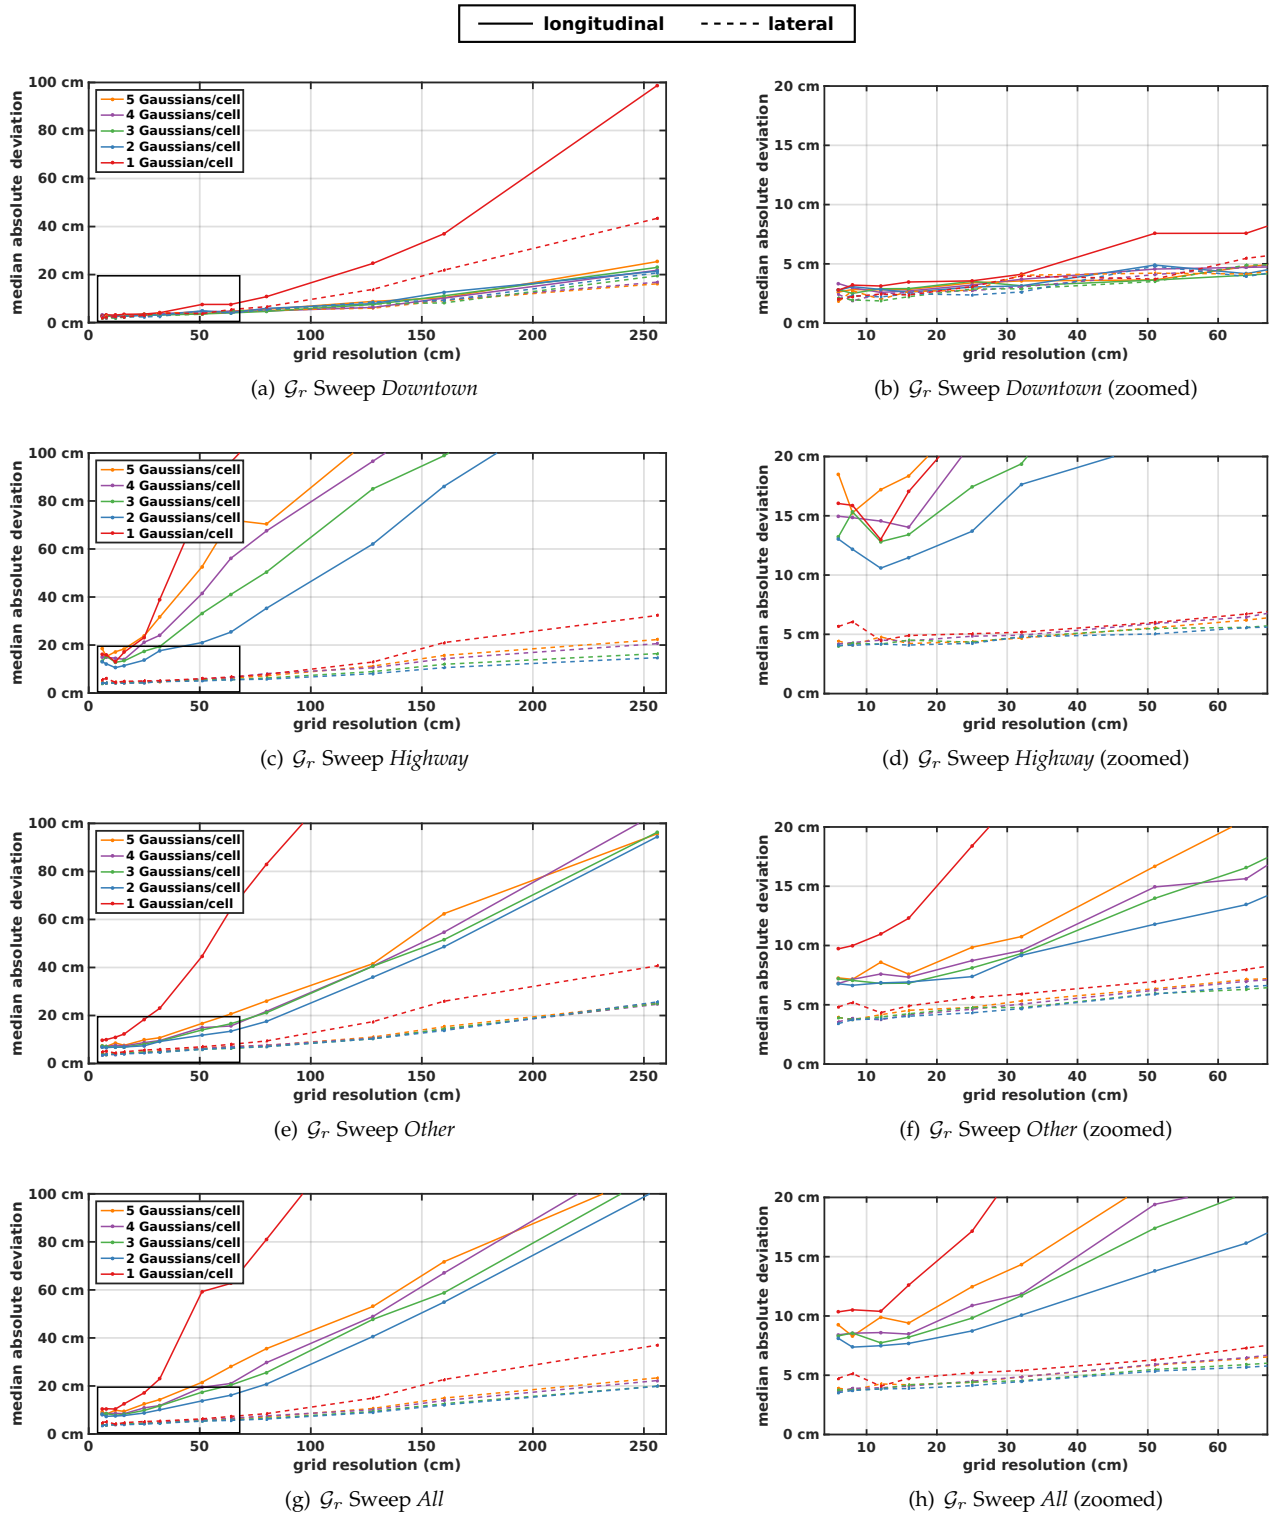 longitudinal lateral
100 cm
80 cm
60 cm
40 cm
20 cm
0 cm
median absolute deviation
5 Gaussians/cell
4 Gaussians/cell
3 Gaussians/cell
2 Gaussians/cell
1 Gaussian/cell
0 50 100 150 200 250
grid resolution (cm)
(a) 𝒢r Sweep Downtown
20 cm
15 cm
10 cm
5 cm
0 cm
median absolute deviation
10 20 30 40 50 60
grid resolution (cm)
(b) 𝒢r Sweep Downtown (zoomed)
100 cm
80 cm
60 cm
40 cm
20 cm
0 cm
median absolute deviation
5 Gaussians/cell
4 Gaussians/cell
3 Gaussians/cell
2 Gaussians/cell
1 Gaussian/cell
0 50 100 150 200 250
grid resolution (cm)
(c) 𝒢r Sweep Highway
20 cm
15 cm
10 cm
5 cm
0 cm
median absolute deviation
10 20 30 40 50 60
grid resolution (cm)
(d) 𝒢r Sweep Highway (zoomed)
100 cm
80 cm
60 cm
40 cm
20 cm
0 cm
median absolute deviation
5 Gaussians/cell
4 Gaussians/cell
3 Gaussians/cell
2 Gaussians/cell
1 Gaussian/cell
0 50 100 150 200 250
grid resolution (cm)
(e) 𝒢r Sweep Other
20 cm
15 cm
10 cm
5 cm
0 cm
median absolute deviation
10 20 30 40 50 60
grid resolution (cm)
(f) 𝒢r Sweep Other (zoomed)
100 cm
80 cm
60 cm
40 cm
20 cm
0 cm
median absolute deviation
5 Gaussians/cell
4 Gaussians/cell
3 Gaussians/cell
2 Gaussians/cell
1 Gaussian/cell
0 50 100 150 200 250
grid resolution (cm)
(g) 𝒢r Sweep All
20 cm
15 cm
10 cm
5 cm
0 cm
median absolute deviation
10 20 30 40 50 60
grid resolution (cm)
(h) 𝒢r Sweep All (zoomed)